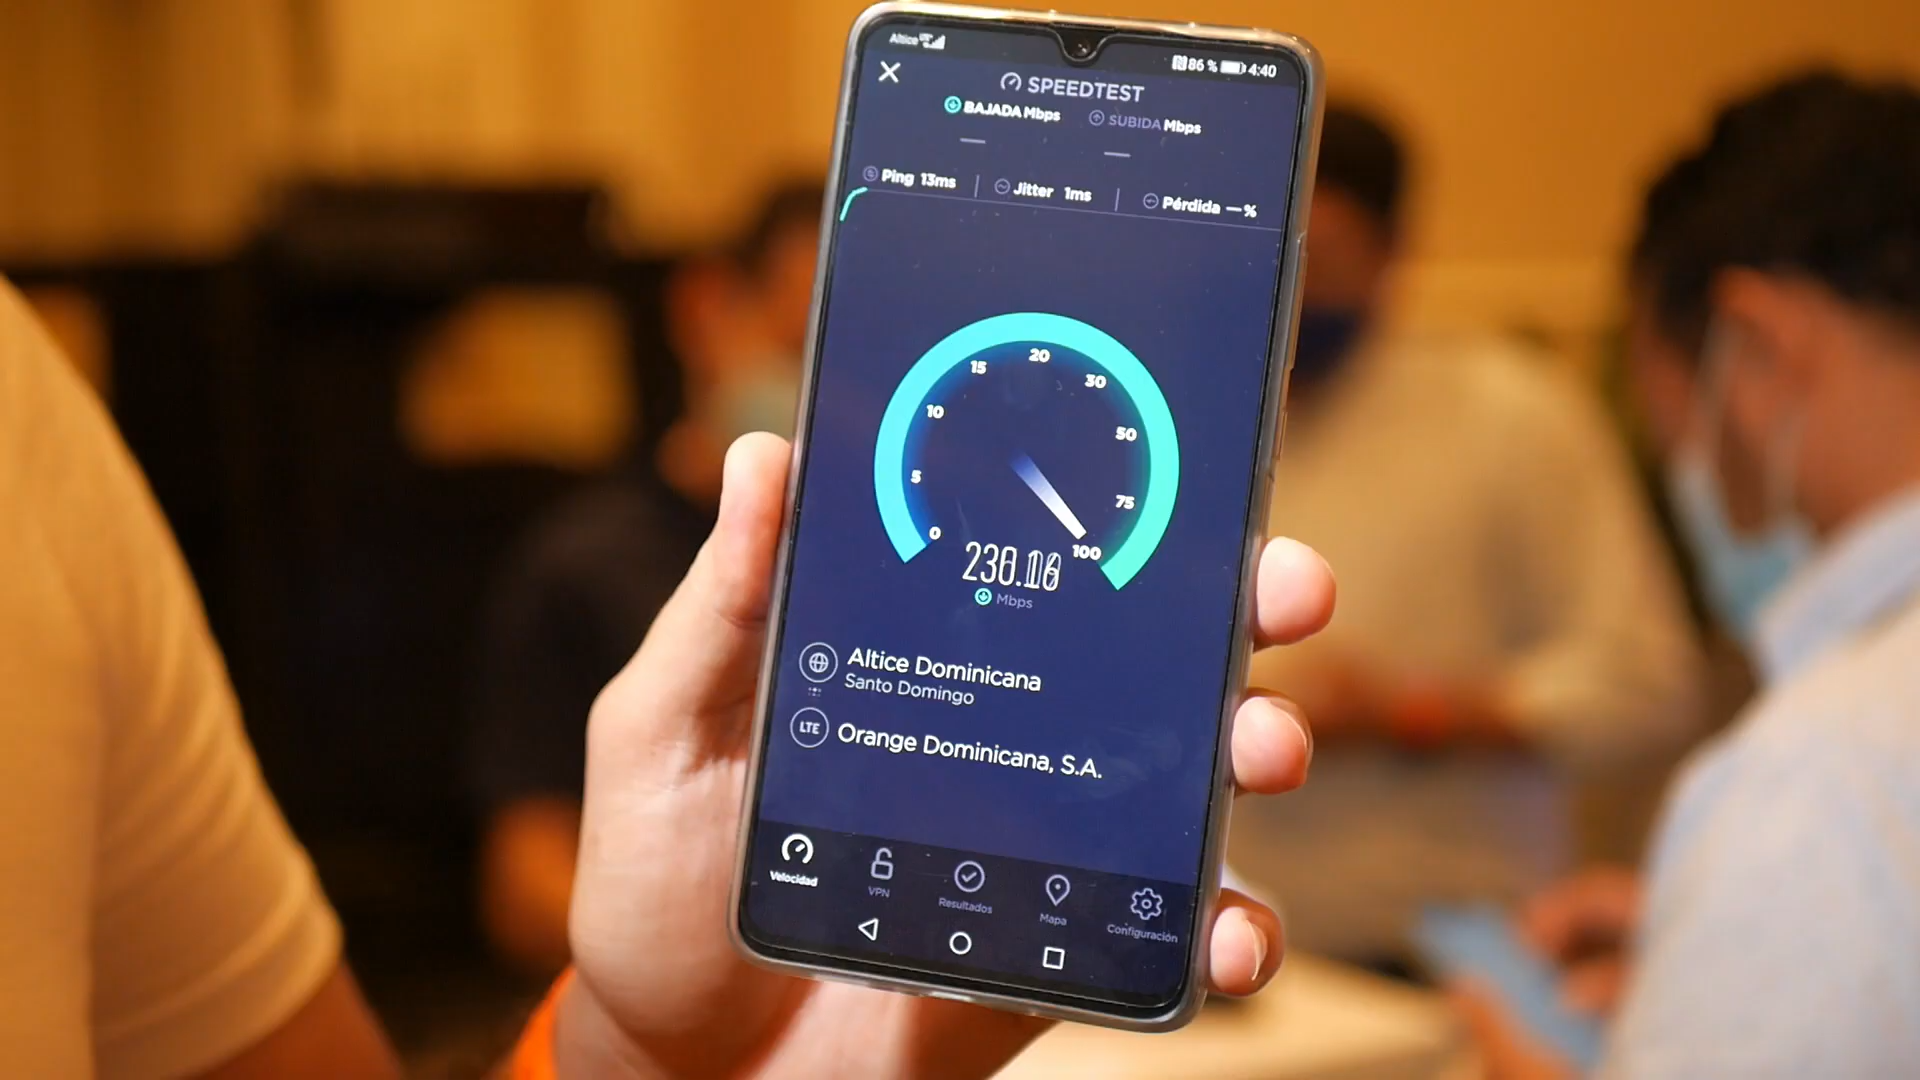 Altice 86 % 4:40
SPEEDTEST
BAJADA Mbps SUBIDA Mbps
— —
Ping 13ms Jitter 1ms Pérdida — %
0 5 10 15 20 30 50 75 100
Mbps
Altice Dominicana
Santo Domingo
LTE Orange Dominicana, S.A.
Velocidad VPN Resultados Mapa Configuración